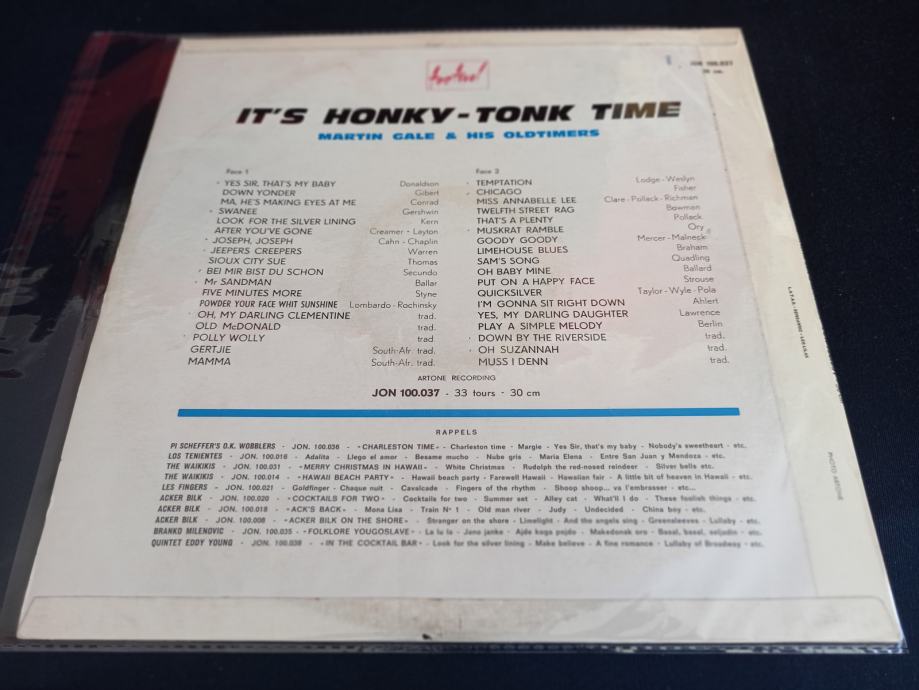 festival
JON 100.037
30 cm.
IT'S HONKY-TONK TIME
MARTIN GALE & HIS OLDTIMERS
Face 1
YES SIR, THAT'S MY BABY Donaldson
DOWN YONDER Gibert
MA, HE'S MAKING EYES AT ME Conrad
SWANEE Gershwin
LOOK FOR THE SILVER LINING Kern
AFTER YOU'VE GONE Creamer - Layton
JOSEPH, JOSEPH Cahn - Chaplin
JEEPERS CREEPERS Warren
SIOUX CITY SUE Thomas
BEI MIR BIST DU SCHON Secundo
Mr SANDMAN Ballar
FIVE MINUTES MORE Styne
POWDER YOUR FACE WHIT SUNSHINE Lombardo - Rochinsky
OH, MY DARLING CLEMENTINE trad.
OLD McDONALD trad.
POLLY WOLLY trad.
GERTJIE South-Afr. trad.
MAMMA South-Afr. trad.
Face 2
TEMPTATION Lodge - Weslyn
CHICAGO Fisher
MISS ANNABELLE LEE Clare - Pollack - Richman
TWELFTH STREET RAG Bowman
THAT'S A PLENTY Pollack
MUSKRAT RAMBLE Ory
GOODY GOODY Mercer - Malneck
LIMEHOUSE BLUES Braham
SAM'S SONG Quadling
OH BABY MINE Ballard
PUT ON A HAPPY FACE Strouse
QUICKSILVER Taylor - Wyle - Pola
I'M GONNA SIT RIGHT DOWN Ahlert
YES, MY DARLING DAUGHTER Lawrence
PLAY A SIMPLE MELODY Berlin
DOWN BY THE RIVERSIDE trad.
OH SUZANNAH trad.
MUSS I DENN trad.
ARTONE RECORDING
JON 100.037 - 33 tours - 30 cm
RAPPELS
PI SCHEFFER'S O.K. WOBBLERS - JON. 100.036 - «CHARLESTON TIME» - Charleston time - Margie - Yes Sir, that's my baby - Nobody's sweetheart - etc.
LOS TENIENTES - JON. 100.016 - Adalita - Llego el amor - Besame mucho - Nube gris - Maria Elena - Entre San Juan y Mendoza - etc.
THE WAIKIKIS - JON. 100.031 - «MERRY CHRISTMAS IN HAWAII» - White Christmas - Rudolph the red-nosed reindeer - Silver bells etc.
THE WAIKIKIS - JON. 100.014 - «HAWAII BEACH PARTY» - Hawaii beach party - Farewell Hawaii - Hawaiian fair - A little bit of heaven in Hawaii - etc.
LES FINGERS - JON. 100.021 - Goldfinger - Chaque nuit - Cavalcade - Fingers of the rhythm - Shoop shoop... va l'embrasser - etc...
ACKER BILK - JON. 100.020 - «COCKTAILS FOR TWO» - Cocktails for two - Summer set - Alley cat - What'll I do - These foolish things - etc.
ACKER BILK - JON. 100.018 - «ACK'S BACK» - Mona Lisa - Train N° 1 - Old man river - Judy - Undecided - China boy - etc.
ACKER BILK - JON. 100.008 - «ACKER BILK ON THE SHORE» - Stranger on the shore - Limelight - And the angels sing - Greensleeves - Lullaby - etc.
BRANKO MILENOVIC - JON. 100.035 - «FOLKLORE YOUGOSLAVE» - La lu la - Jano janke - Ajde kogo pojdo - Makedonsk oro - etc.
QUINTET EDDY YOUNG - JON. 100.038 - «IN THE COCKTAIL BAR» - Look for the silver lining - Make believe - A fine romance - Lullaby of Broadway - etc.
PHOTO ARTONE